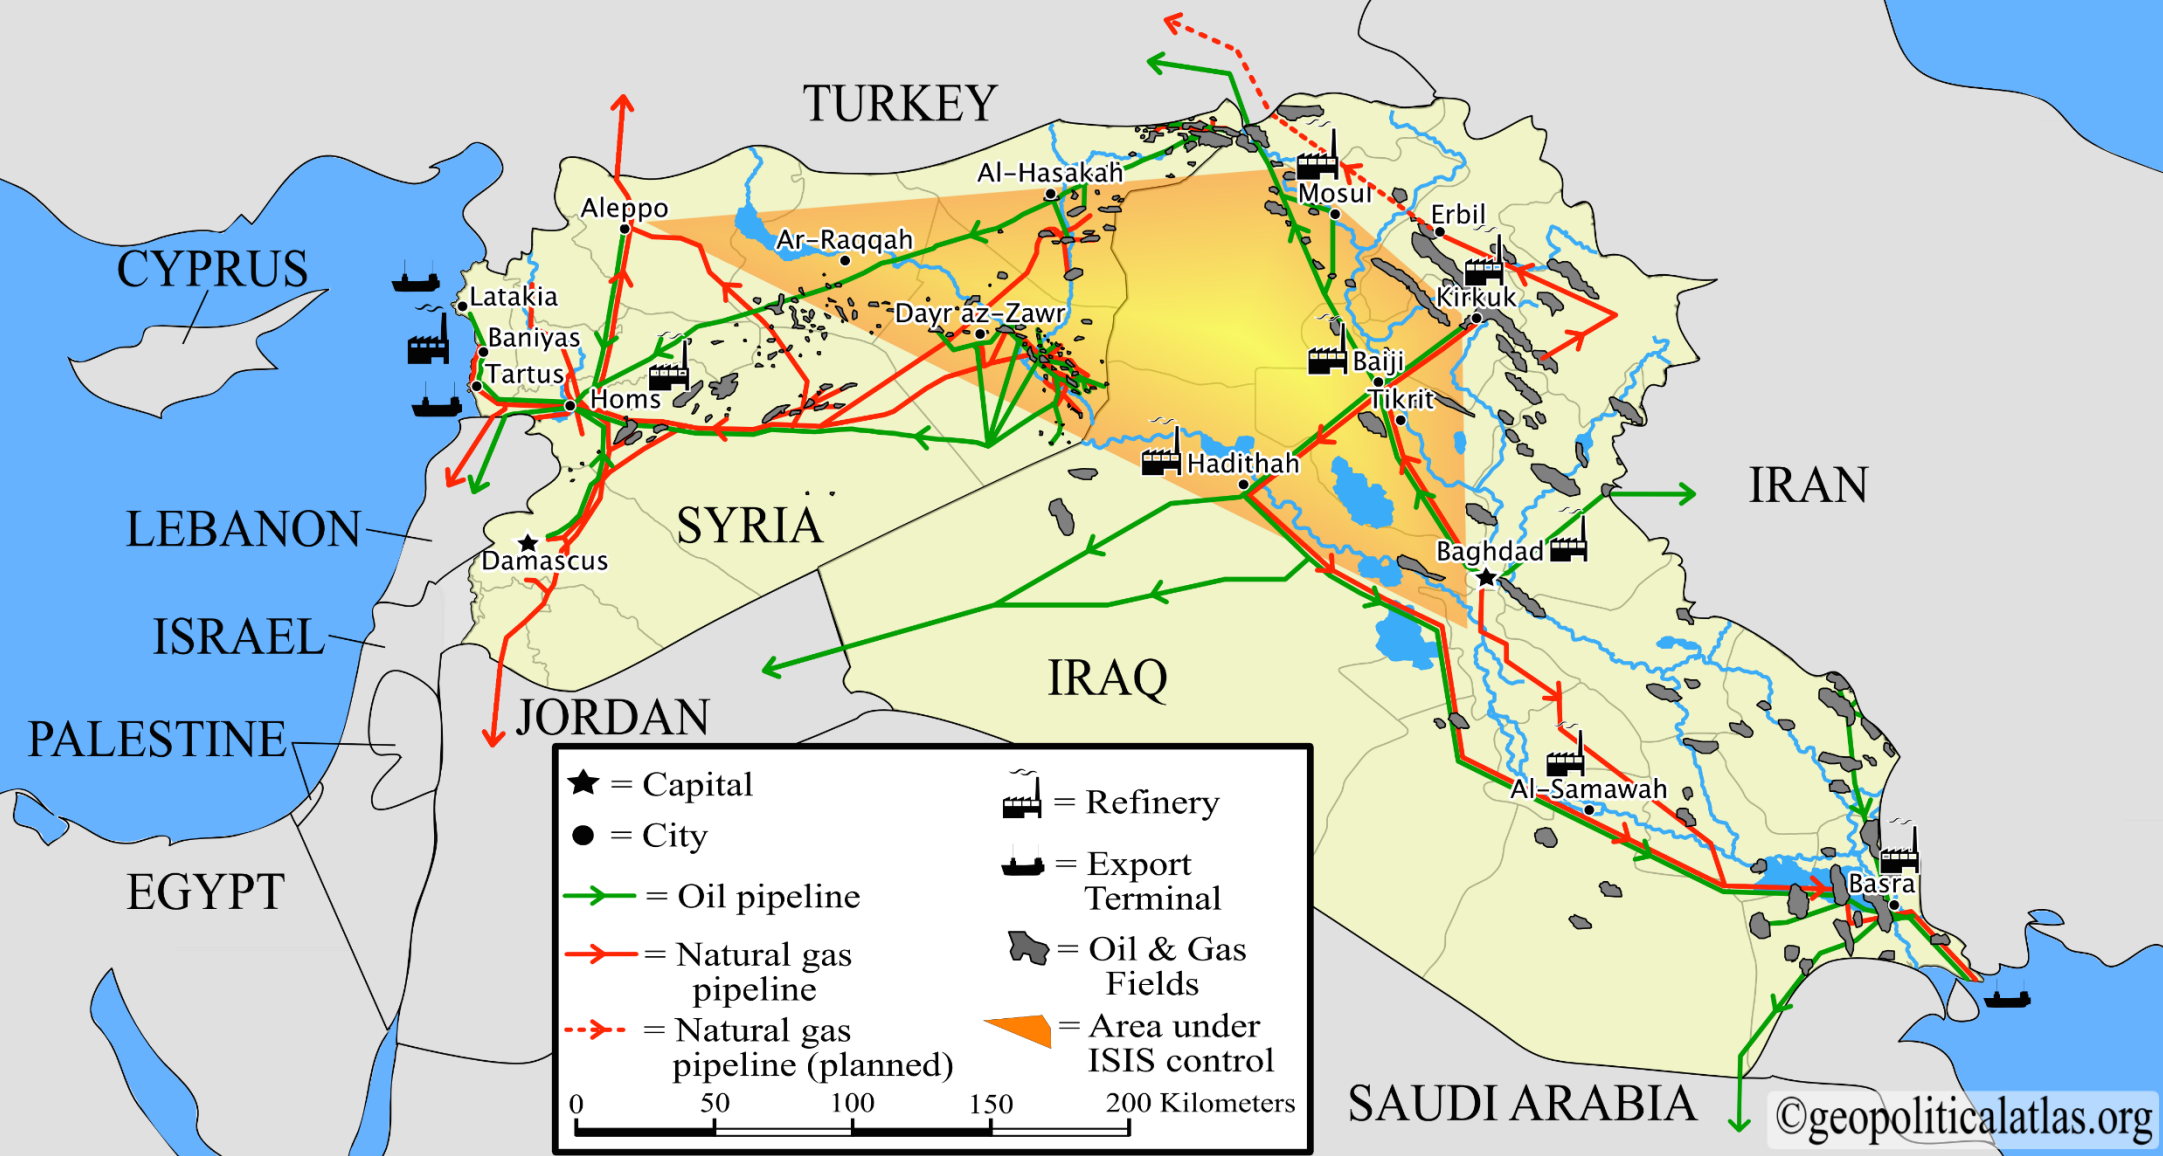 TURKEY
Al-Hasakah
Mosul
Aleppo
Erbil
Ar-Raqqah
CYPRUS
Latakia
Kirkuk
Dayr az-Zawr
Baniyas
Baiji
Tartus
Homs
Tikrit
Hadithah
IRAN
LEBANON
SYRIA
Baghdad
Damascus
ISRAEL
IRAQ
JORDAN
PALESTINE
Al-Samawah
Basra
EGYPT
SAUDI ARABIA
= Capital
= City
= Oil pipeline
= Natural gas
pipeline
= Natural gas
pipeline (planned)
= Refinery
= Export
Terminal
= Oil & Gas
Fields
= Area under
ISIS control
0 50 100 150 200 Kilometers
©geopoliticalatlas.org